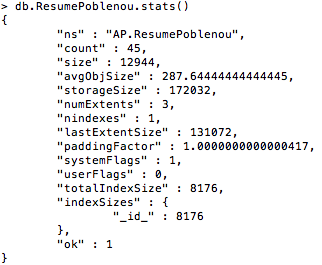 > db.ResumePoblenou.stats()
{
"ns" : "AP.ResumePoblenou",
"count" : 45,
"size" : 12944,
"avgObjSize" : 287.64444444444445,
"storageSize" : 172032,
"numExtents" : 3,
"nindexes" : 1,
"lastExtentSize" : 131072,
"paddingFactor" : 1.0000000000000417,
"systemFlags" : 1,
"userFlags" : 0,
"totalIndexSize" : 8176,
"indexSizes" : {
"_id_" : 8176
},
"ok" : 1
}